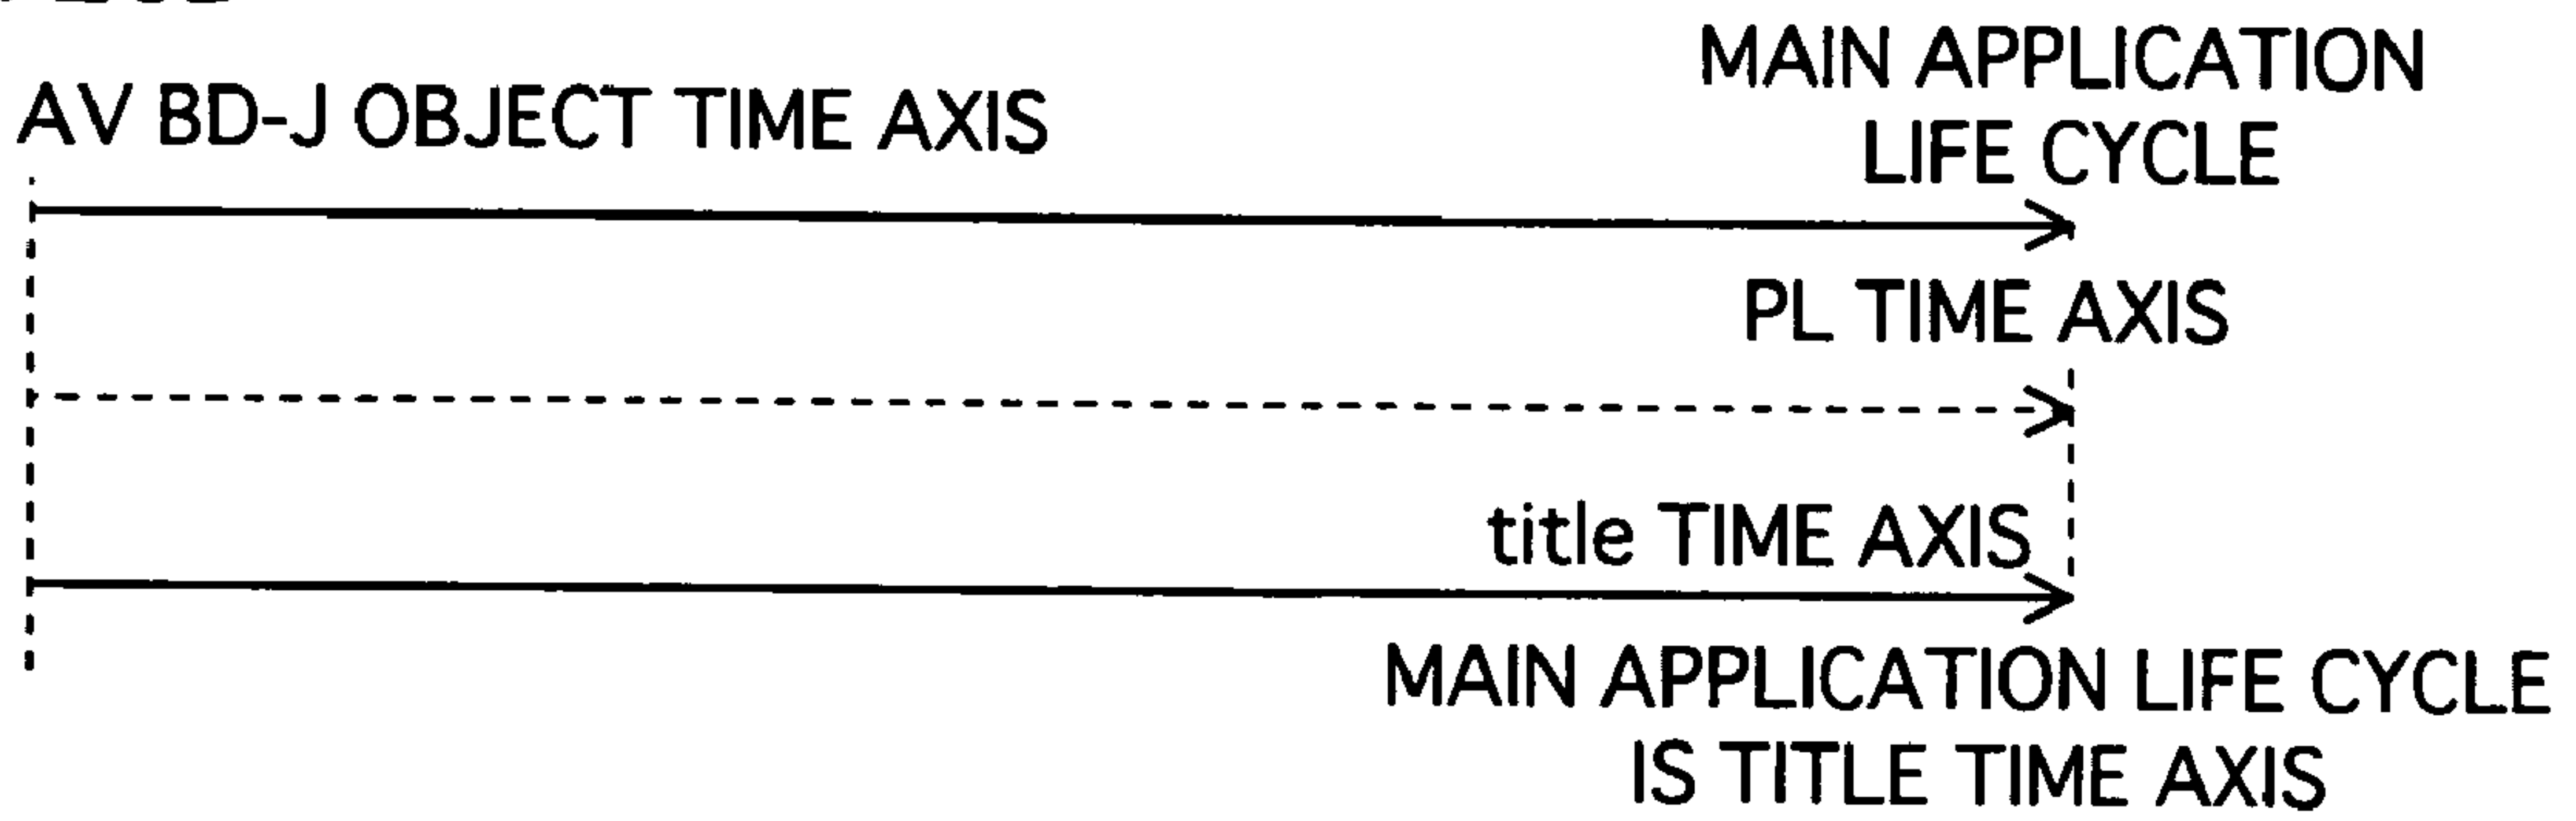 AV BD-J OBJECT TIME AXIS
MAIN APPLICATION
LIFE CYCLE
PL TIME AXIS
title TIME AXIS
MAIN APPLICATION LIFE CYCLE
IS TITLE TIME AXIS